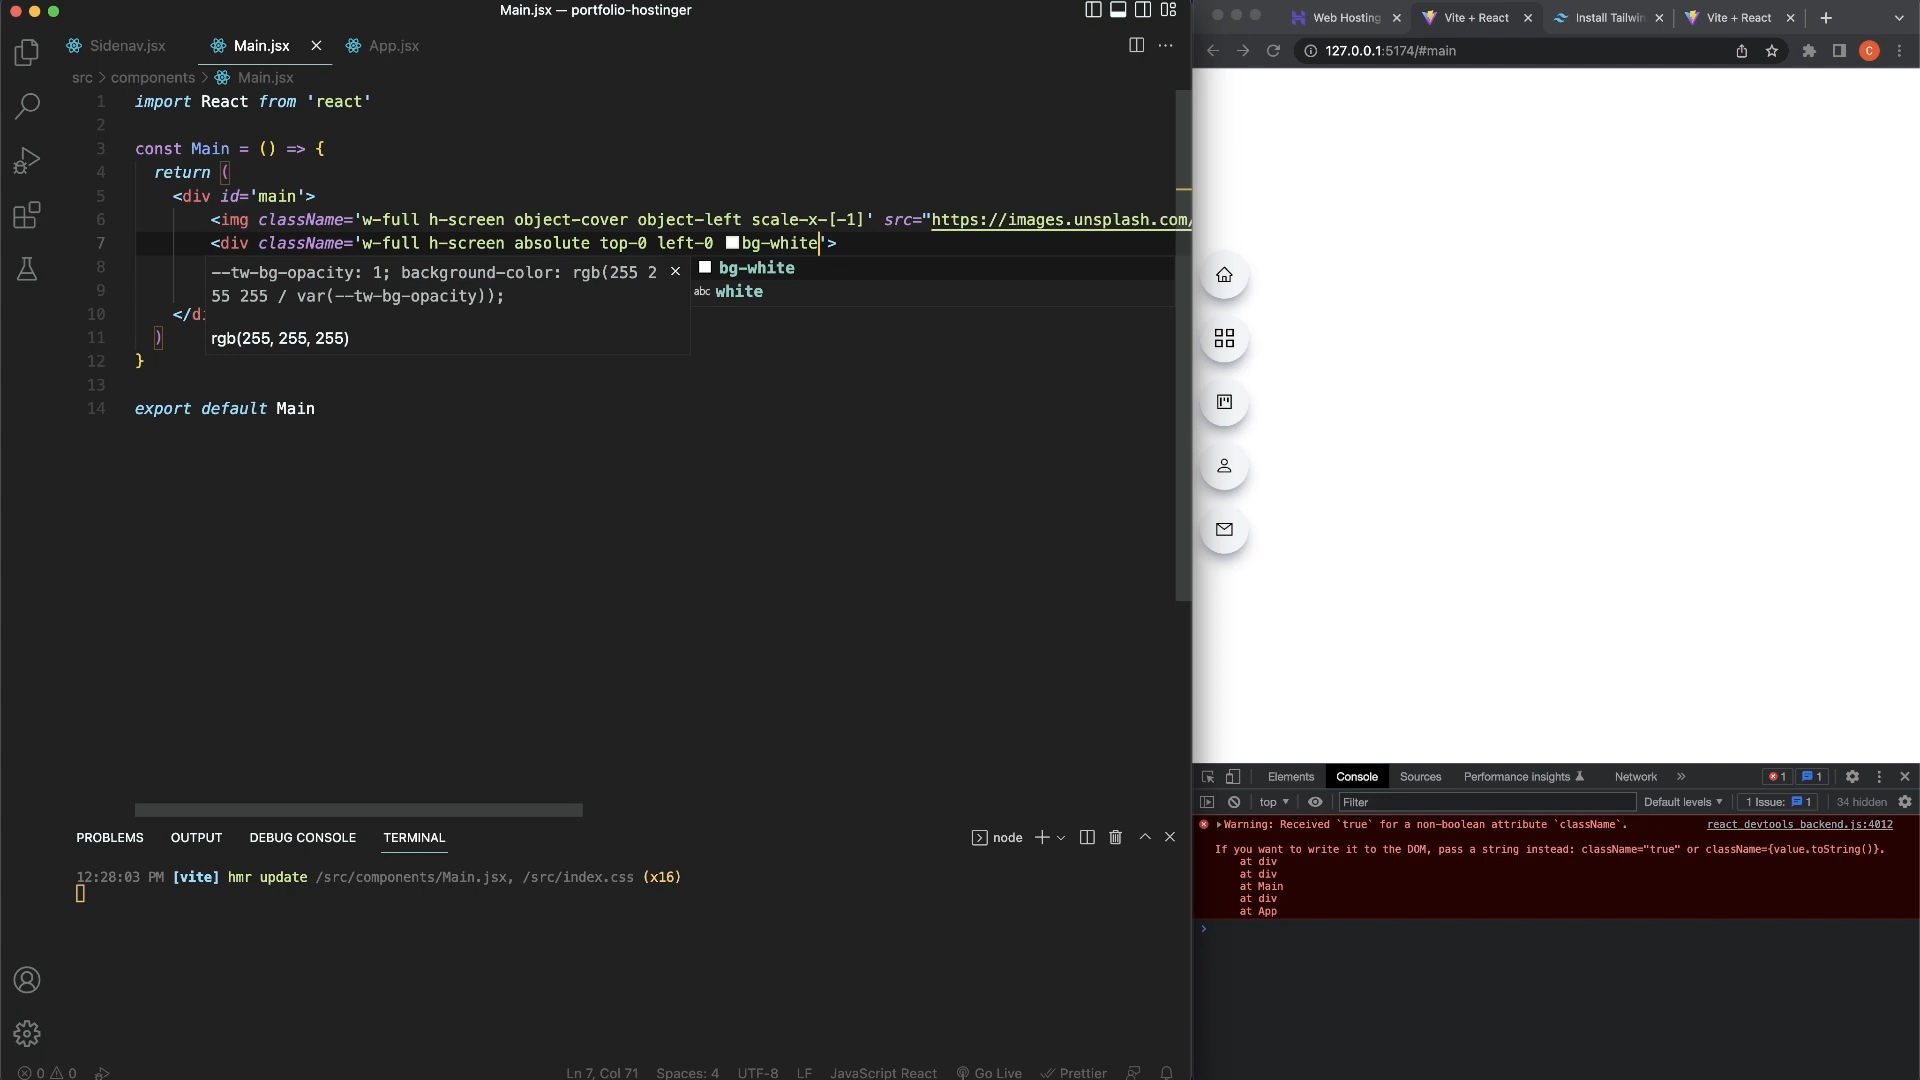 Main.jsx — portfolio-hostinger
Sidenav.jsx
Main.jsx
App.jsx
src > components > Main.jsx
1 import React from 'react'
2
3 const Main = () => {
4 return (
5 <div id='main'>
6 <img className='w-full h-screen object-cover object-left scale-x-[-1]' src="https://images.unsplash.com/
7 <div className='w-full h-screen absolute top-0 left-0 bg-white'>
8 --tw-bg-opacity: 1; background-color: rgb(255 2
bg-white
9 55 255 / var(--tw-bg-opacity));
abc white
10 </di
11 )
rgb(255, 255, 255)
12 }
13
14 export default Main
PROBLEMS OUTPUT DEBUG CONSOLE TERMINAL
node
12:28:03 PM [vite] hmr update /src/components/Main.jsx, /src/index.css (x16)
0 0
Ln 7, Col 71 Spaces: 4 UTF-8 LF JavaScript React Go Live Prettier
Web Hosting
Vite + React
Install Tailwin
Vite + React
127.0.0.1:5174/#main
C
Elements Console Sources Performance insights Network
1 1
top Filter Default levels 1 Issue: 1 34 hidden
Warning: Received `true` for a non-boolean attribute `className`. react_devtools_backend.js:4012
If you want to write it to the DOM, pass a string instead: className="true" or className={value.toString()}.
at div
at div
at Main
at div
at App